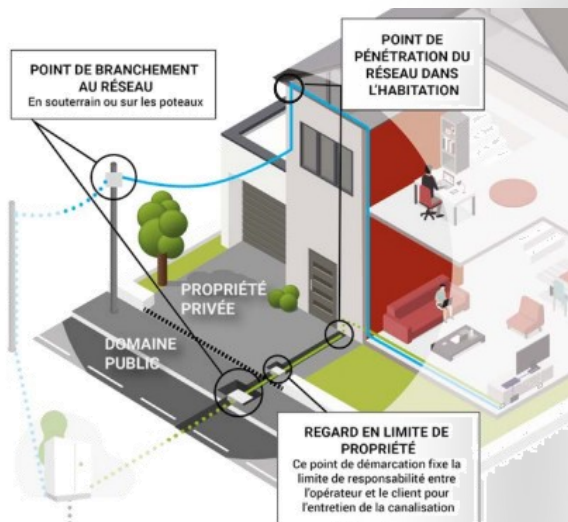 POINT DE BRANCHEMENT
AU RÉSEAU
En souterrain ou sur les poteaux
POINT DE
PÉNÉTRATION DU
RÉSEAU DANS
L'HABITATION
PROPRIÉTÉ
PRIVÉE
DOMAINE
PUBLIC
REGARD EN LIMITE DE
PROPRIÉTÉ
Ce point de démarcation fixe la
limite de responsabilité entre
l'opérateur et le client pour
l'entretien de la canalisation